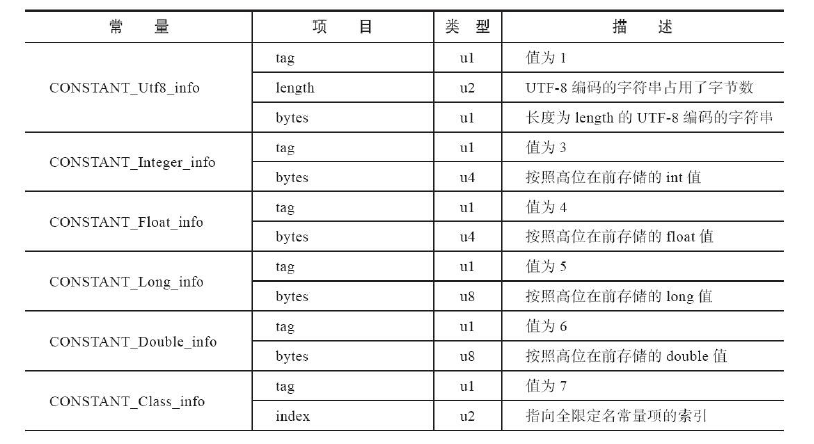 常 量 项 目 类 型 描 述
CONSTANT_Utf8_info tag u1 值为 1
length u2 UTF-8 编码的字符串占用了字节数
bytes u1 长度为 length 的 UTF-8 编码的字符串
CONSTANT_Integer_info tag u1 值为 3
bytes u4 按照高位在前存储的 int 值
CONSTANT_Float_info tag u1 值为 4
bytes u4 按照高位在前存储的 float 值
CONSTANT_Long_info tag u1 值为 5
bytes u8 按照高位在前存储的 long 值
CONSTANT_Double_info tag u1 值为 6
bytes u8 按照高位在前存储的 double 值
CONSTANT_Class_info tag u1 值为 7
index u2 指向全限定名常量项的索引